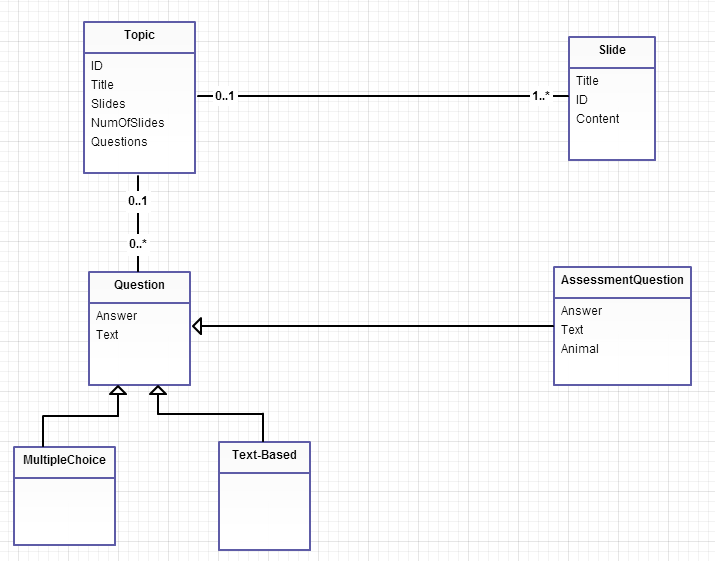 Topic
ID
Title
Slides
NumOfSlides
Questions
0..1
1..*
Slide
Title
ID
Content
0..1
0..*
Question
Answer
Text
AssessmentQuestion
Answer
Text
Animal
MultipleChoice
Text-Based